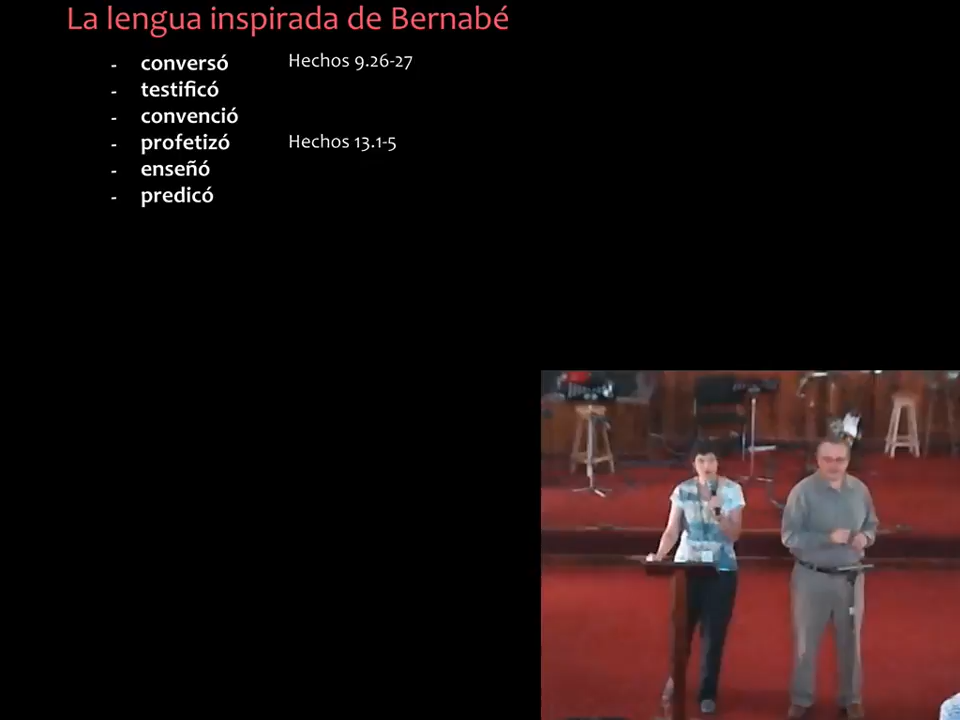 La lengua inspirada de Bernabé
- conversó Hechos 9.26-27
- testificó
- convenció
- profetizó Hechos 13.1-5
- enseñó
- predicó